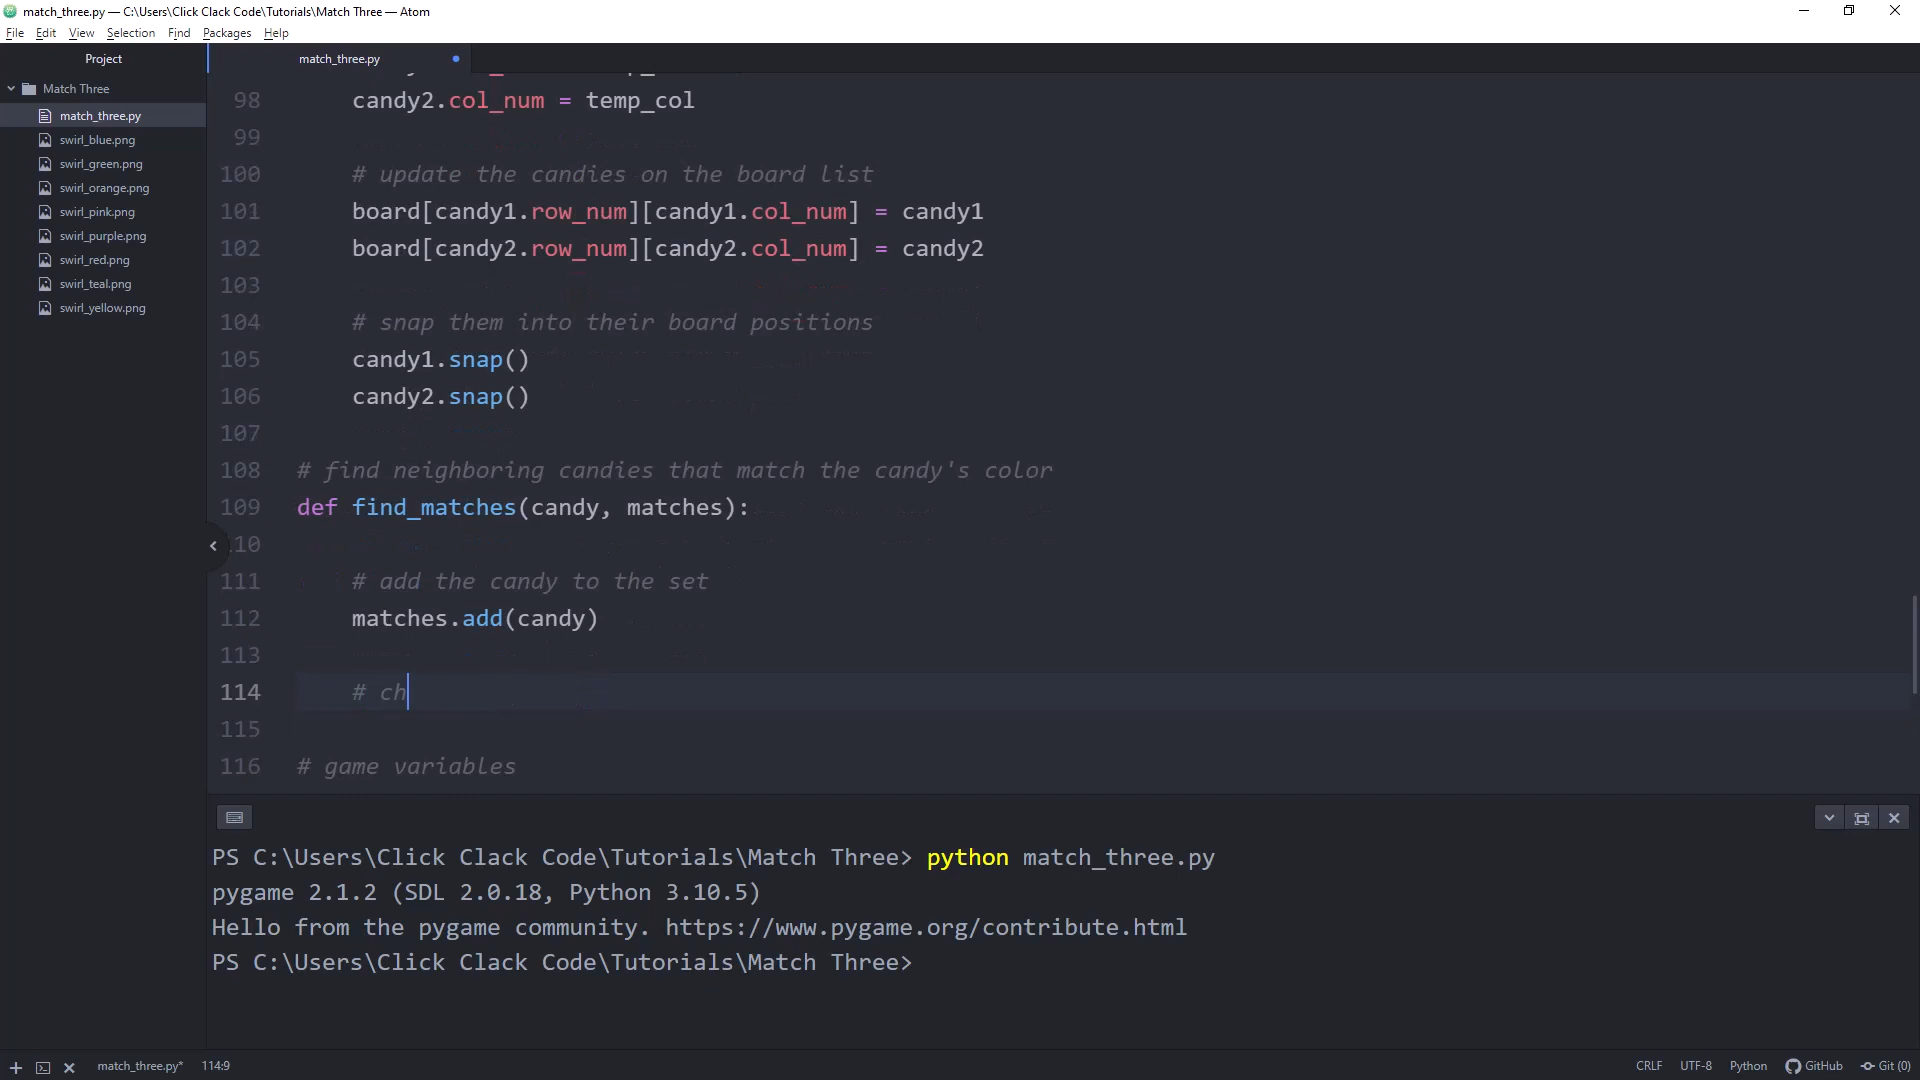 match_three.py — C:\Users\Click Clack Code\Tutorials\Match Three — Atom
File Edit View Selection Find Packages Help
Project
match_three.py
Match Three
match_three.py
swirl_blue.png
swirl_green.png
swirl_orange.png
swirl_pink.png
swirl_purple.png
swirl_red.png
swirl_teal.png
swirl_yellow.png
98 candy2.col_num = temp_col
99
100 # update the candies on the board list
101 board[candy1.row_num][candy1.col_num] = candy1
102 board[candy2.row_num][candy2.col_num] = candy2
103
104 # snap them into their board positions
105 candy1.snap()
106 candy2.snap()
107
108 # find neighboring candies that match the candy's color
109 def find_matches(candy, matches):
110
111 # add the candy to the set
112 matches.add(candy)
113
114 # ch
115
116 # game variables
PS C:\Users\Click Clack Code\Tutorials\Match Three> python match_three.py
pygame 2.1.2 (SDL 2.0.18, Python 3.10.5)
Hello from the pygame community. https://www.pygame.org/contribute.html
PS C:\Users\Click Clack Code\Tutorials\Match Three>
match_three.py* 114:9 CRLF UTF-8 Python GitHub Git (0)